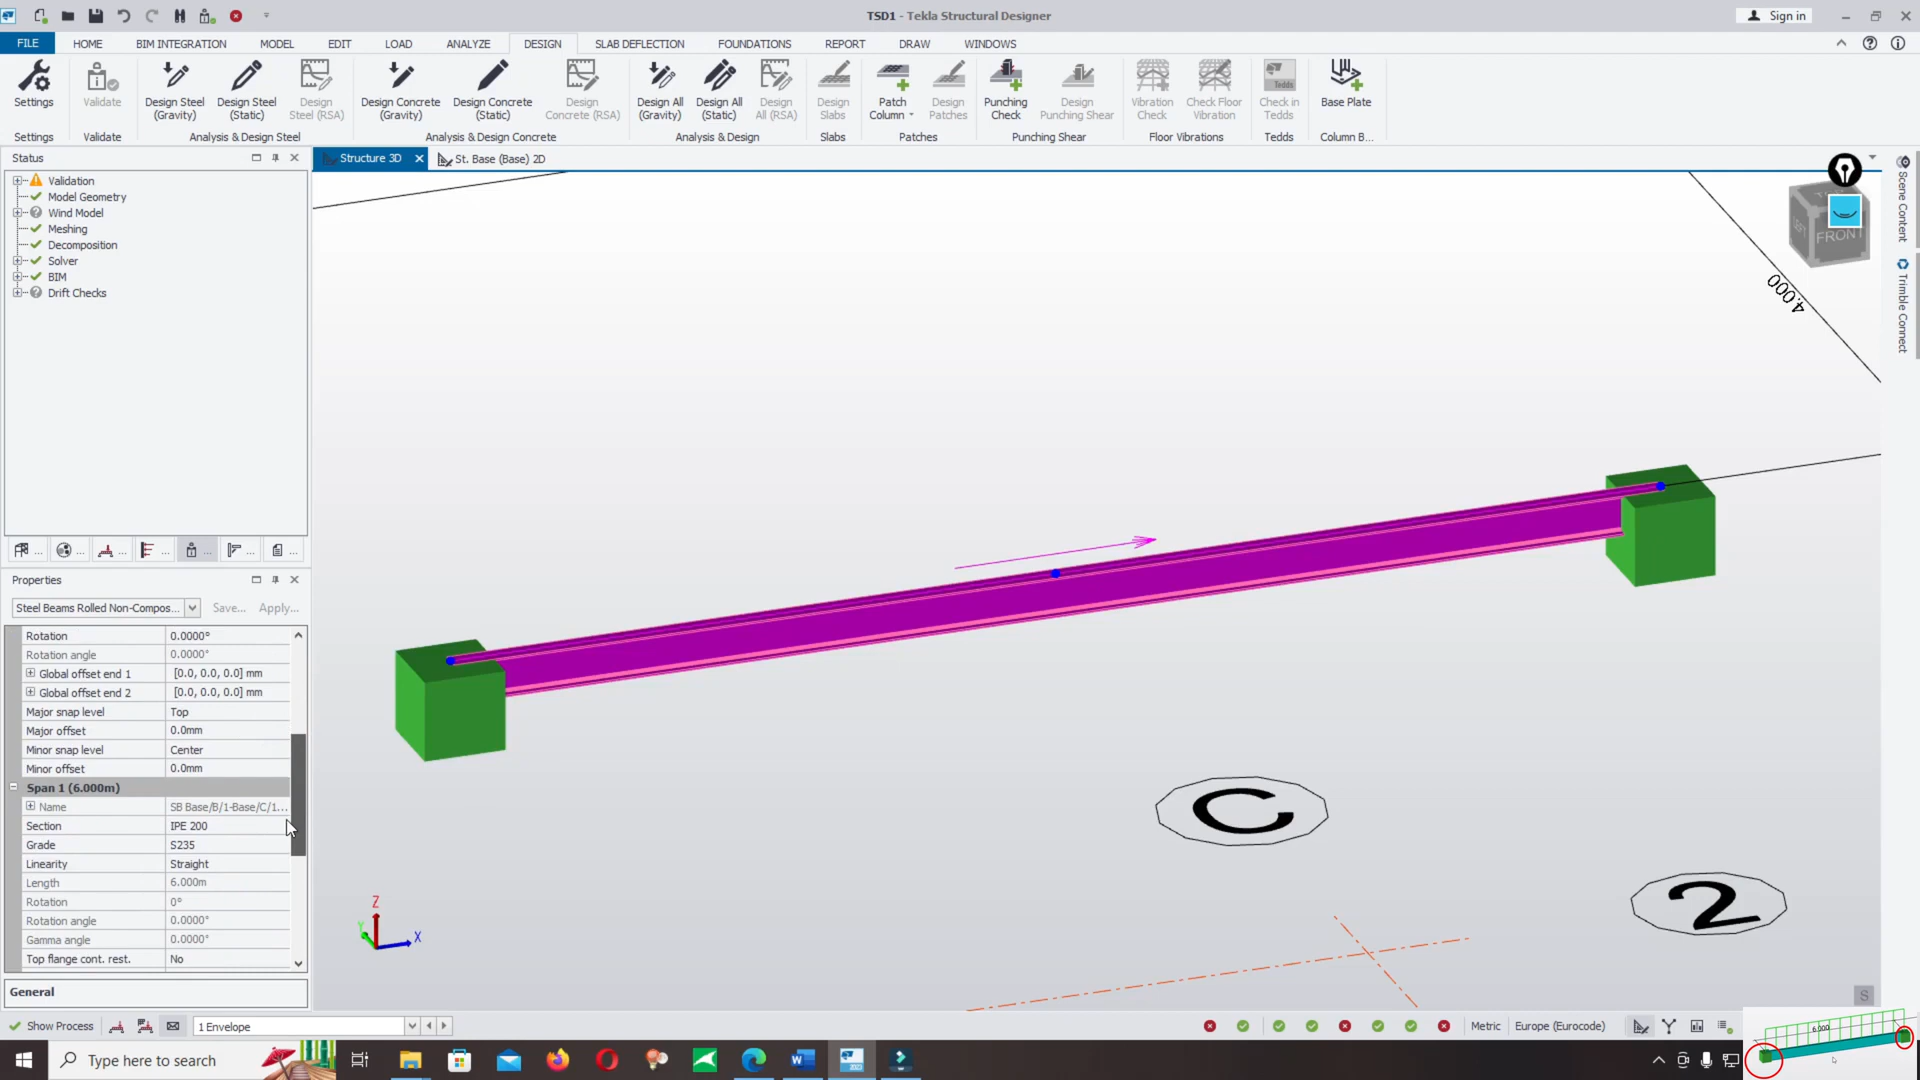 TSD1 - Tekla Structural Designer
Sign in
FILE
HOME
BIM INTEGRATION
MODEL
EDIT
LOAD
ANALYZE
DESIGN
SLAB DEFLECTION
FOUNDATIONS
REPORT
DRAW
WINDOWS
Settings
Validate
Design Steel (Gravity)
Design Steel (Static)
Design Steel (RSA)
Design Concrete (Gravity)
Design Concrete (Static)
Design Concrete (RSA)
Design All (Gravity)
Design All (Static)
Design All (RSA)
Design Slabs
Patch Column
Design Patches
Punching Check
Design Punching Shear
Vibration Check
Check Floor Vibration
Tedds
Check in Tedds
Base Plate
Settings
Validate
Analysis & Design Steel
Analysis & Design Concrete
Analysis & Design
Slabs
Patches
Punching Shear
Floor Vibrations
Tedds
Column B...
Status
Structure 3D
St. Base (Base) 2D
Validation
Model Geometry
Wind Model
Meshing
Decomposition
Solver
BIM
Drift Checks
Properties
Steel Beams Rolled Non-Compos...
Save...
Apply...
Rotation 0.0000°
Rotation angle 0.0000°
Global offset end 1 [0.0, 0.0, 0.0] mm
Global offset end 2 [0.0, 0.0, 0.0] mm
Major snap level Top
Major offset 0.0mm
Minor snap level Center
Minor offset 0.0mm
Span 1 (6.000m)
Name SB Base/B/1-Base/C/1...
Section IPE 200
Grade S235
Linearity Straight
Length 6.000m
Rotation 0°
Rotation angle 0.0000°
Gamma angle 0.0000°
Top flange cont. rest. No
General
4.000
FRONT
Scene Content
Trimble Connect
C
2
Z
Y
X
S
Show Process
1 Envelope
Metric
Europe (Eurocode)
6.000
Type here to search